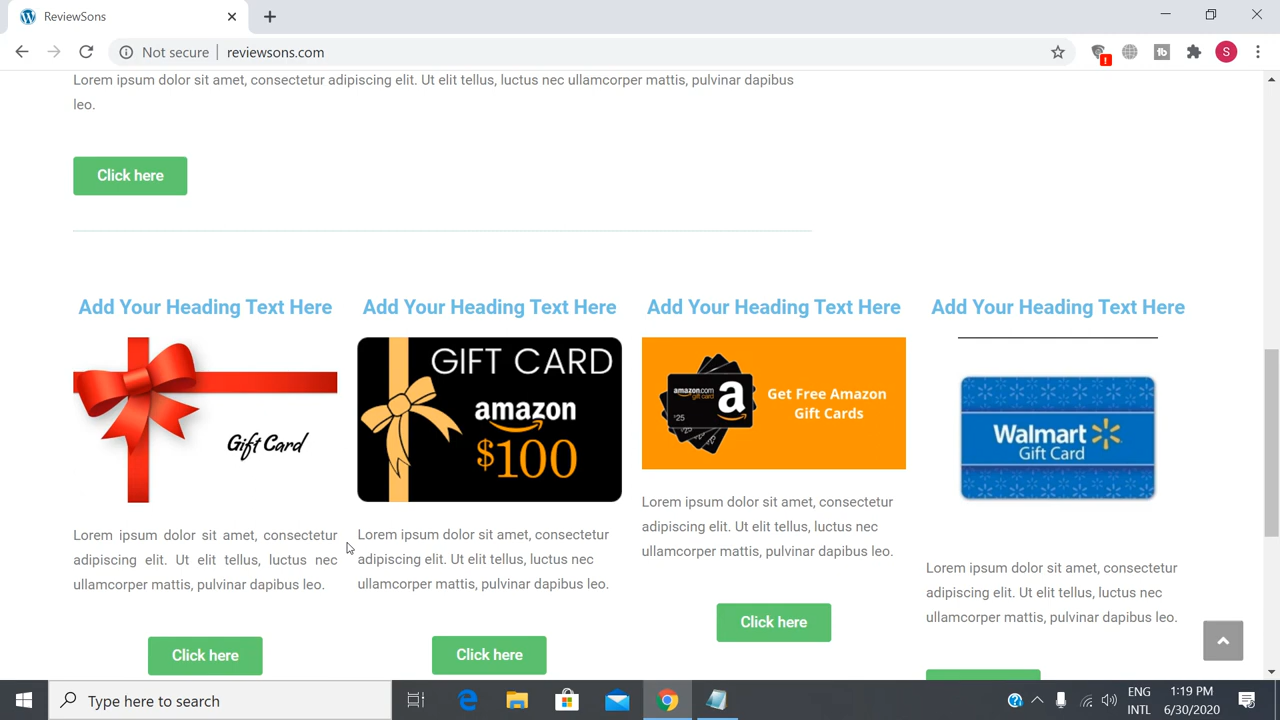 ReviewSons
Not secure
reviewsons.com
S
Lorem ipsum dolor sit amet, consectetur adipiscing elit. Ut elit tellus, luctus nec ullamcorper mattis, pulvinar dapibus
leo.
Click here
Add Your Heading Text Here
Gift Card
Lorem ipsum dolor sit amet, consectetur
adipiscing elit. Ut elit tellus, luctus nec
ullamcorper mattis, pulvinar dapibus leo.
Click here
Add Your Heading Text Here
GIFT CARD
amazon
$100
Lorem ipsum dolor sit amet, consectetur
adipiscing elit. Ut elit tellus, luctus nec
ullamcorper mattis, pulvinar dapibus leo.
Click here
Add Your Heading Text Here
amazon.com
gift card
a
$25
Get Free Amazon
Gift Cards
Lorem ipsum dolor sit amet, consectetur
adipiscing elit. Ut elit tellus, luctus nec
ullamcorper mattis, pulvinar dapibus leo.
Click here
Add Your Heading Text Here
Walmart
Gift Card
Lorem ipsum dolor sit amet, consectetur
adipiscing elit. Ut elit tellus, luctus nec
ullamcorper mattis, pulvinar dapibus leo.
Type here to search
ENG
INTL
1:19 PM
6/30/2020